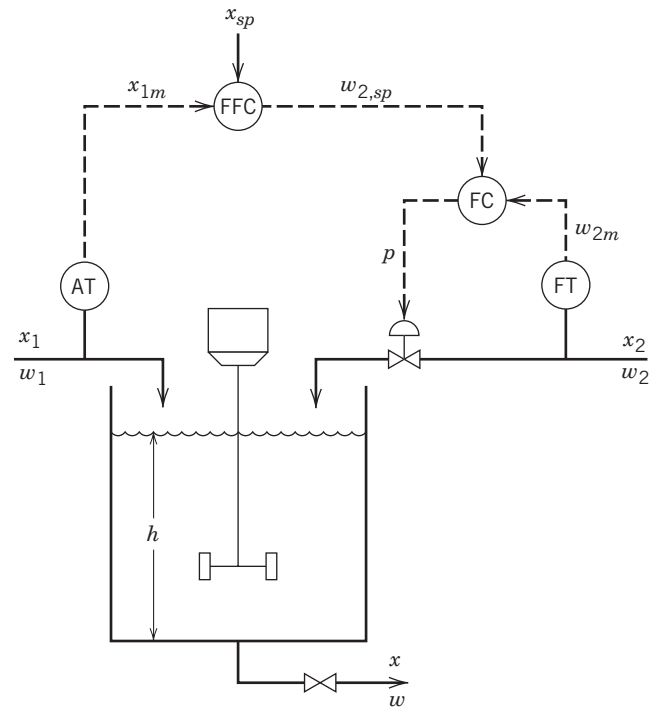 x_sp
x_1m
FFC
w_2,sp
FC
p
w_2m
AT
FT
x_1
w_1
x_2
w_2
h
x
w